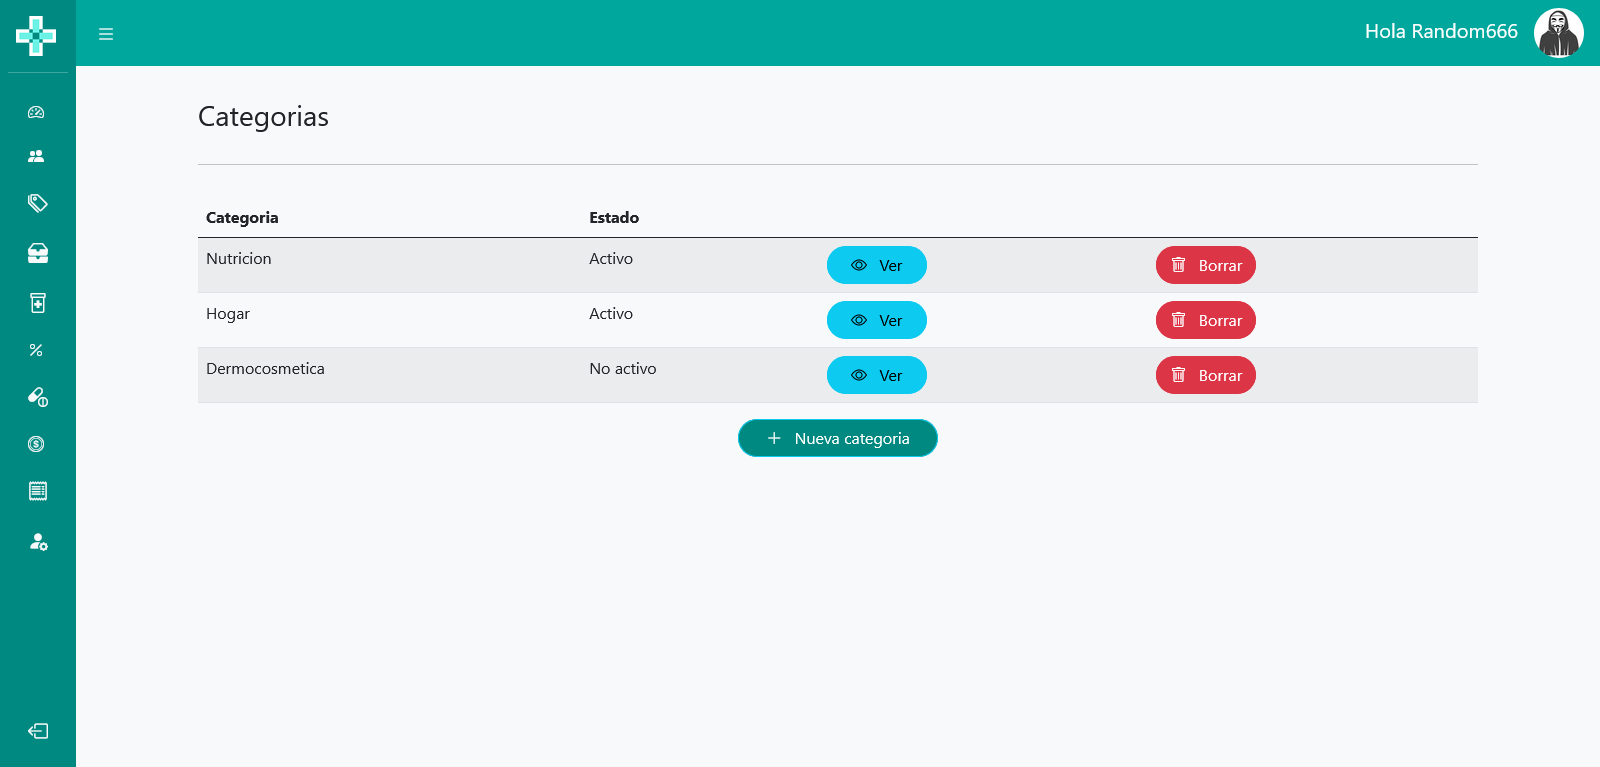 Hola Random666
Categorias
Categoria Estado
Nutricion Activo Ver Borrar
Hogar Activo Ver Borrar
Dermocosmetica No activo Ver Borrar
Nueva categoria